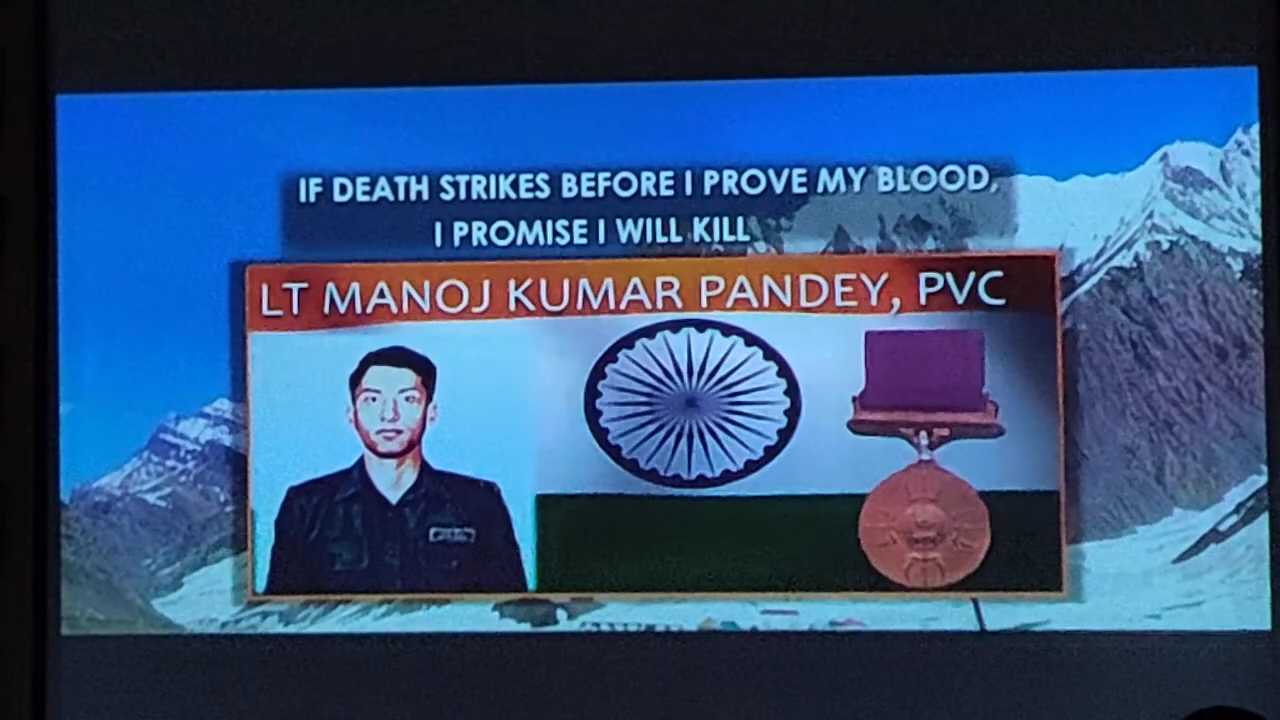 IF DEATH STRIKES BEFORE I PROVE MY BLOOD,
I PROMISE I WILL KILL
LT MANOJ KUMAR PANDEY, PVC